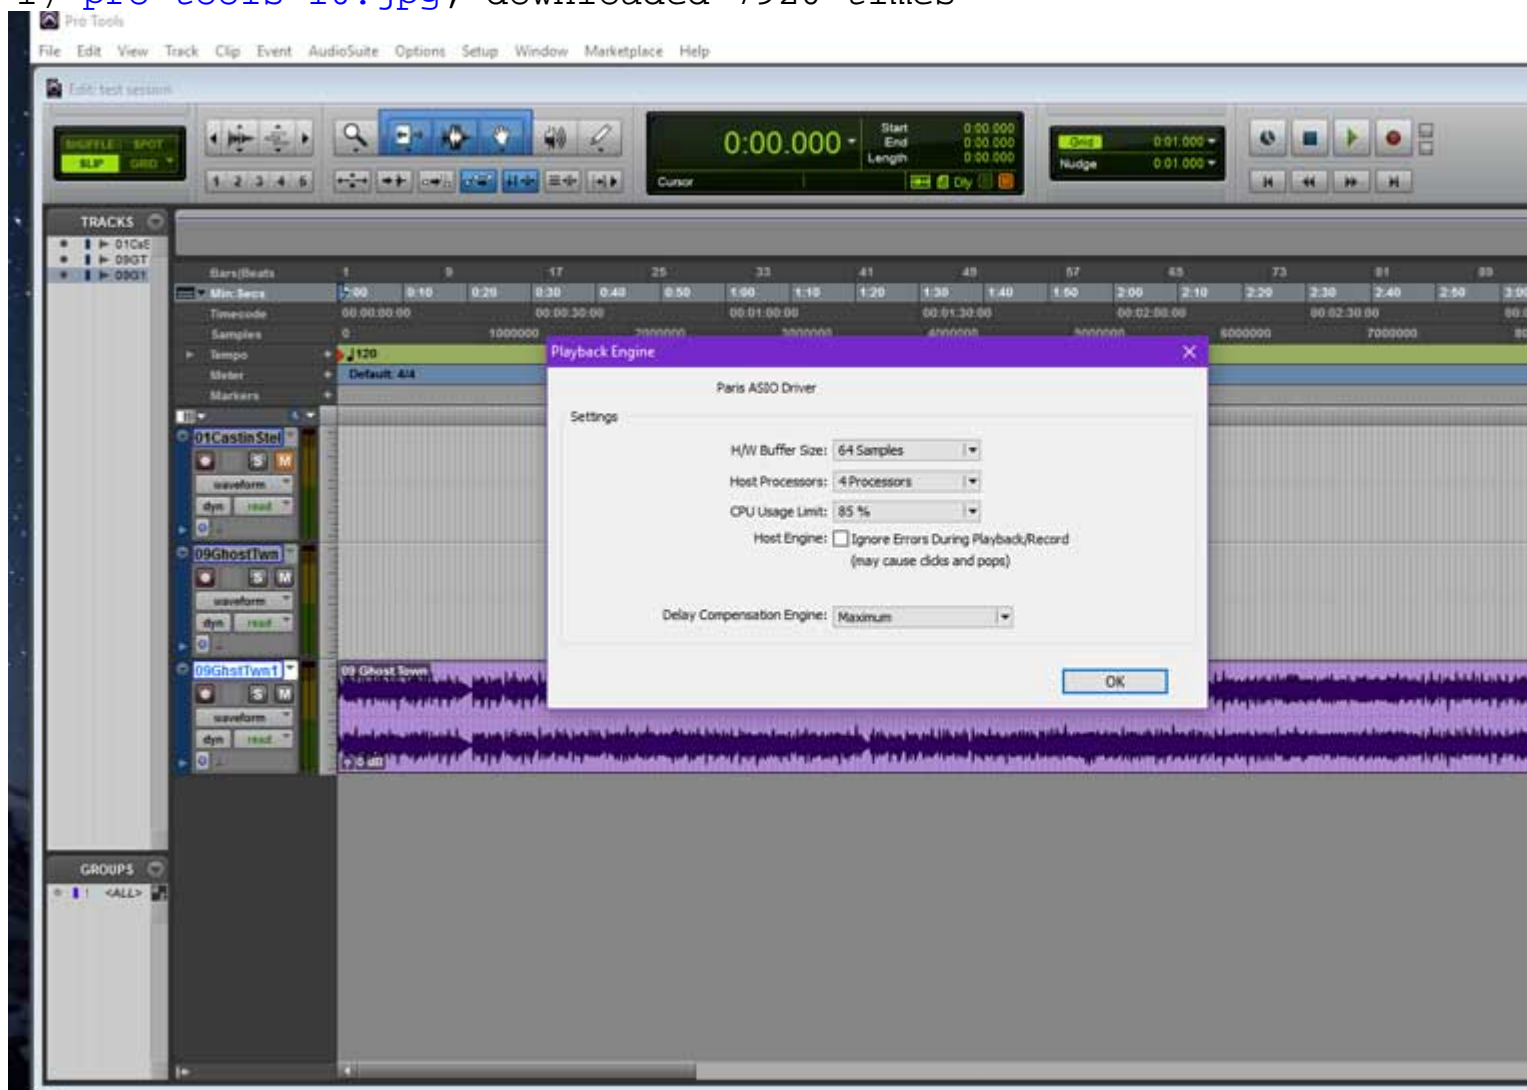 1) pro tools 10.jpg, downloaded 7920 times
Pro Tools
File Edit View Track Clip Event AudioSuite Options Setup Window Marketplace Help
Edit: test session
SHUFFLE SPOT
SLIP GRID
1 2 3 4 5
0:00.000
Start 0:00.000
End 0:00.000
Length 0:00.000
Cursor
Dly
Grid 0:01.000
Nudge 0:01.000
TRACKS
01CaS
09GT
09GT
Bars|Beats 1 9 17 25 33 41 49 57 65 73 81 89
Min:Secs 0:00 0:10 0:20 0:30 0:40 0:50 1:00 1:10 1:20 1:30 1:40 1:50 2:00 2:10 2:20 2:30 2:40 2:50 3:00
Timecode 00:00:00:00 00:00:30:00 00:01:00:00 00:01:30:00 00:02:00:00 00:02:30:00
Samples 0 1000000 2000000 3000000 4000000 5000000 6000000 7000000
Tempo 120
Meter Default: 4/4
Markers
Playback Engine
Paris ASIO Driver
Settings
H/W Buffer Size: 64 Samples
Host Processors: 4 Processors
CPU Usage Limit: 85 %
Host Engine: Ignore Errors During Playback/Record
(may cause clicks and pops)
Delay Compensation Engine: Maximum
OK
01CastinStel
S M
waveform
dyn read
09GhostTwn
S M
waveform
dyn read
09GhstTwn1
S M
waveform
dyn read
09 Ghost Town
0 dB
GROUPS
! <ALL>